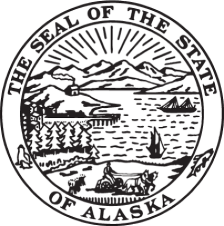 THE SEAL OF THE STATE
OF ALASKA